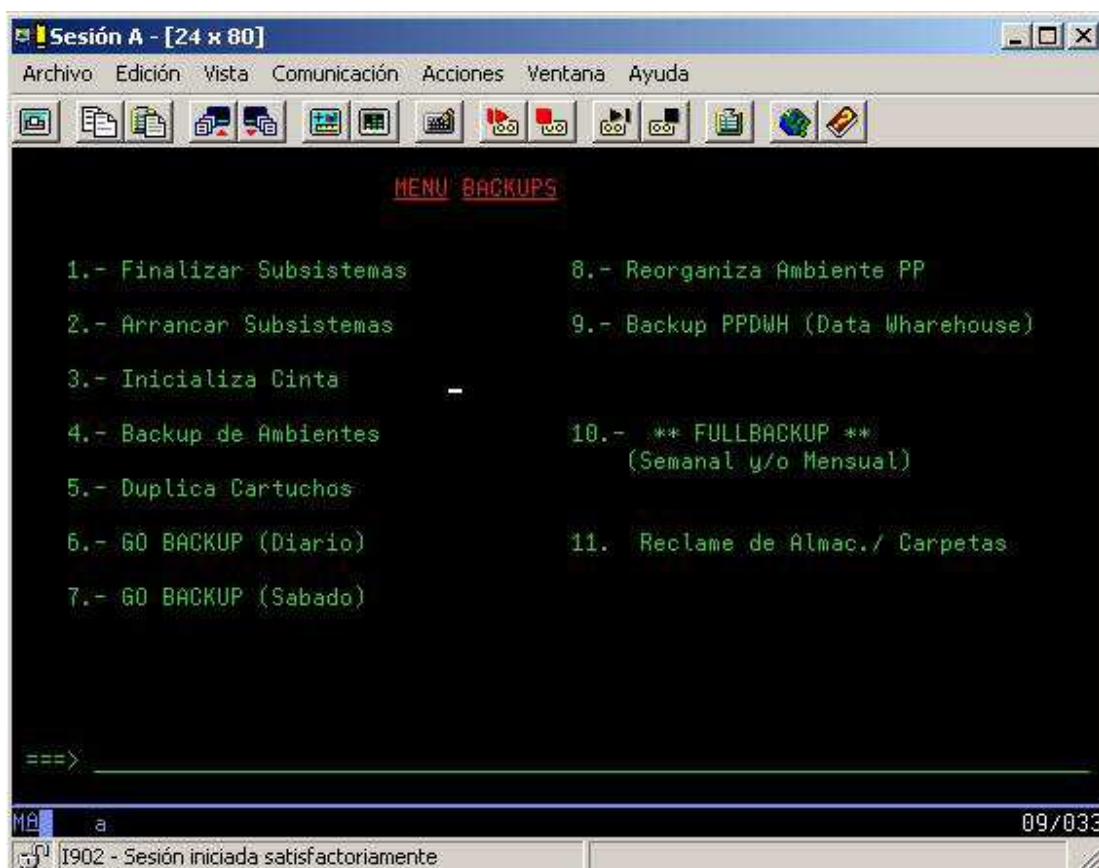 Sesión A - [24 x 80]
Archivo Edición Vista Comunicación Acciones Ventana Ayuda
MENU BACKUPS
1.- Finalizar Subsistemas 8.- Reorganiza Ambiente PP
2.- Arrancar Subsistemas 9.- Backup PPDWH (Data Wharehouse)
3.- Inicializa Cinta
4.- Backup de Ambientes 10.- ** FULLBACKUP **
(Semanal y/o Mensual)
5.- Duplica Cartuchos
6.- GO BACKUP (Diario) 11. Reclame de Almac./ Carpetas
7.- GO BACKUP (Sabado)
===>
MA a 09/033
I902 - Sesión iniciada satisfactoriamente